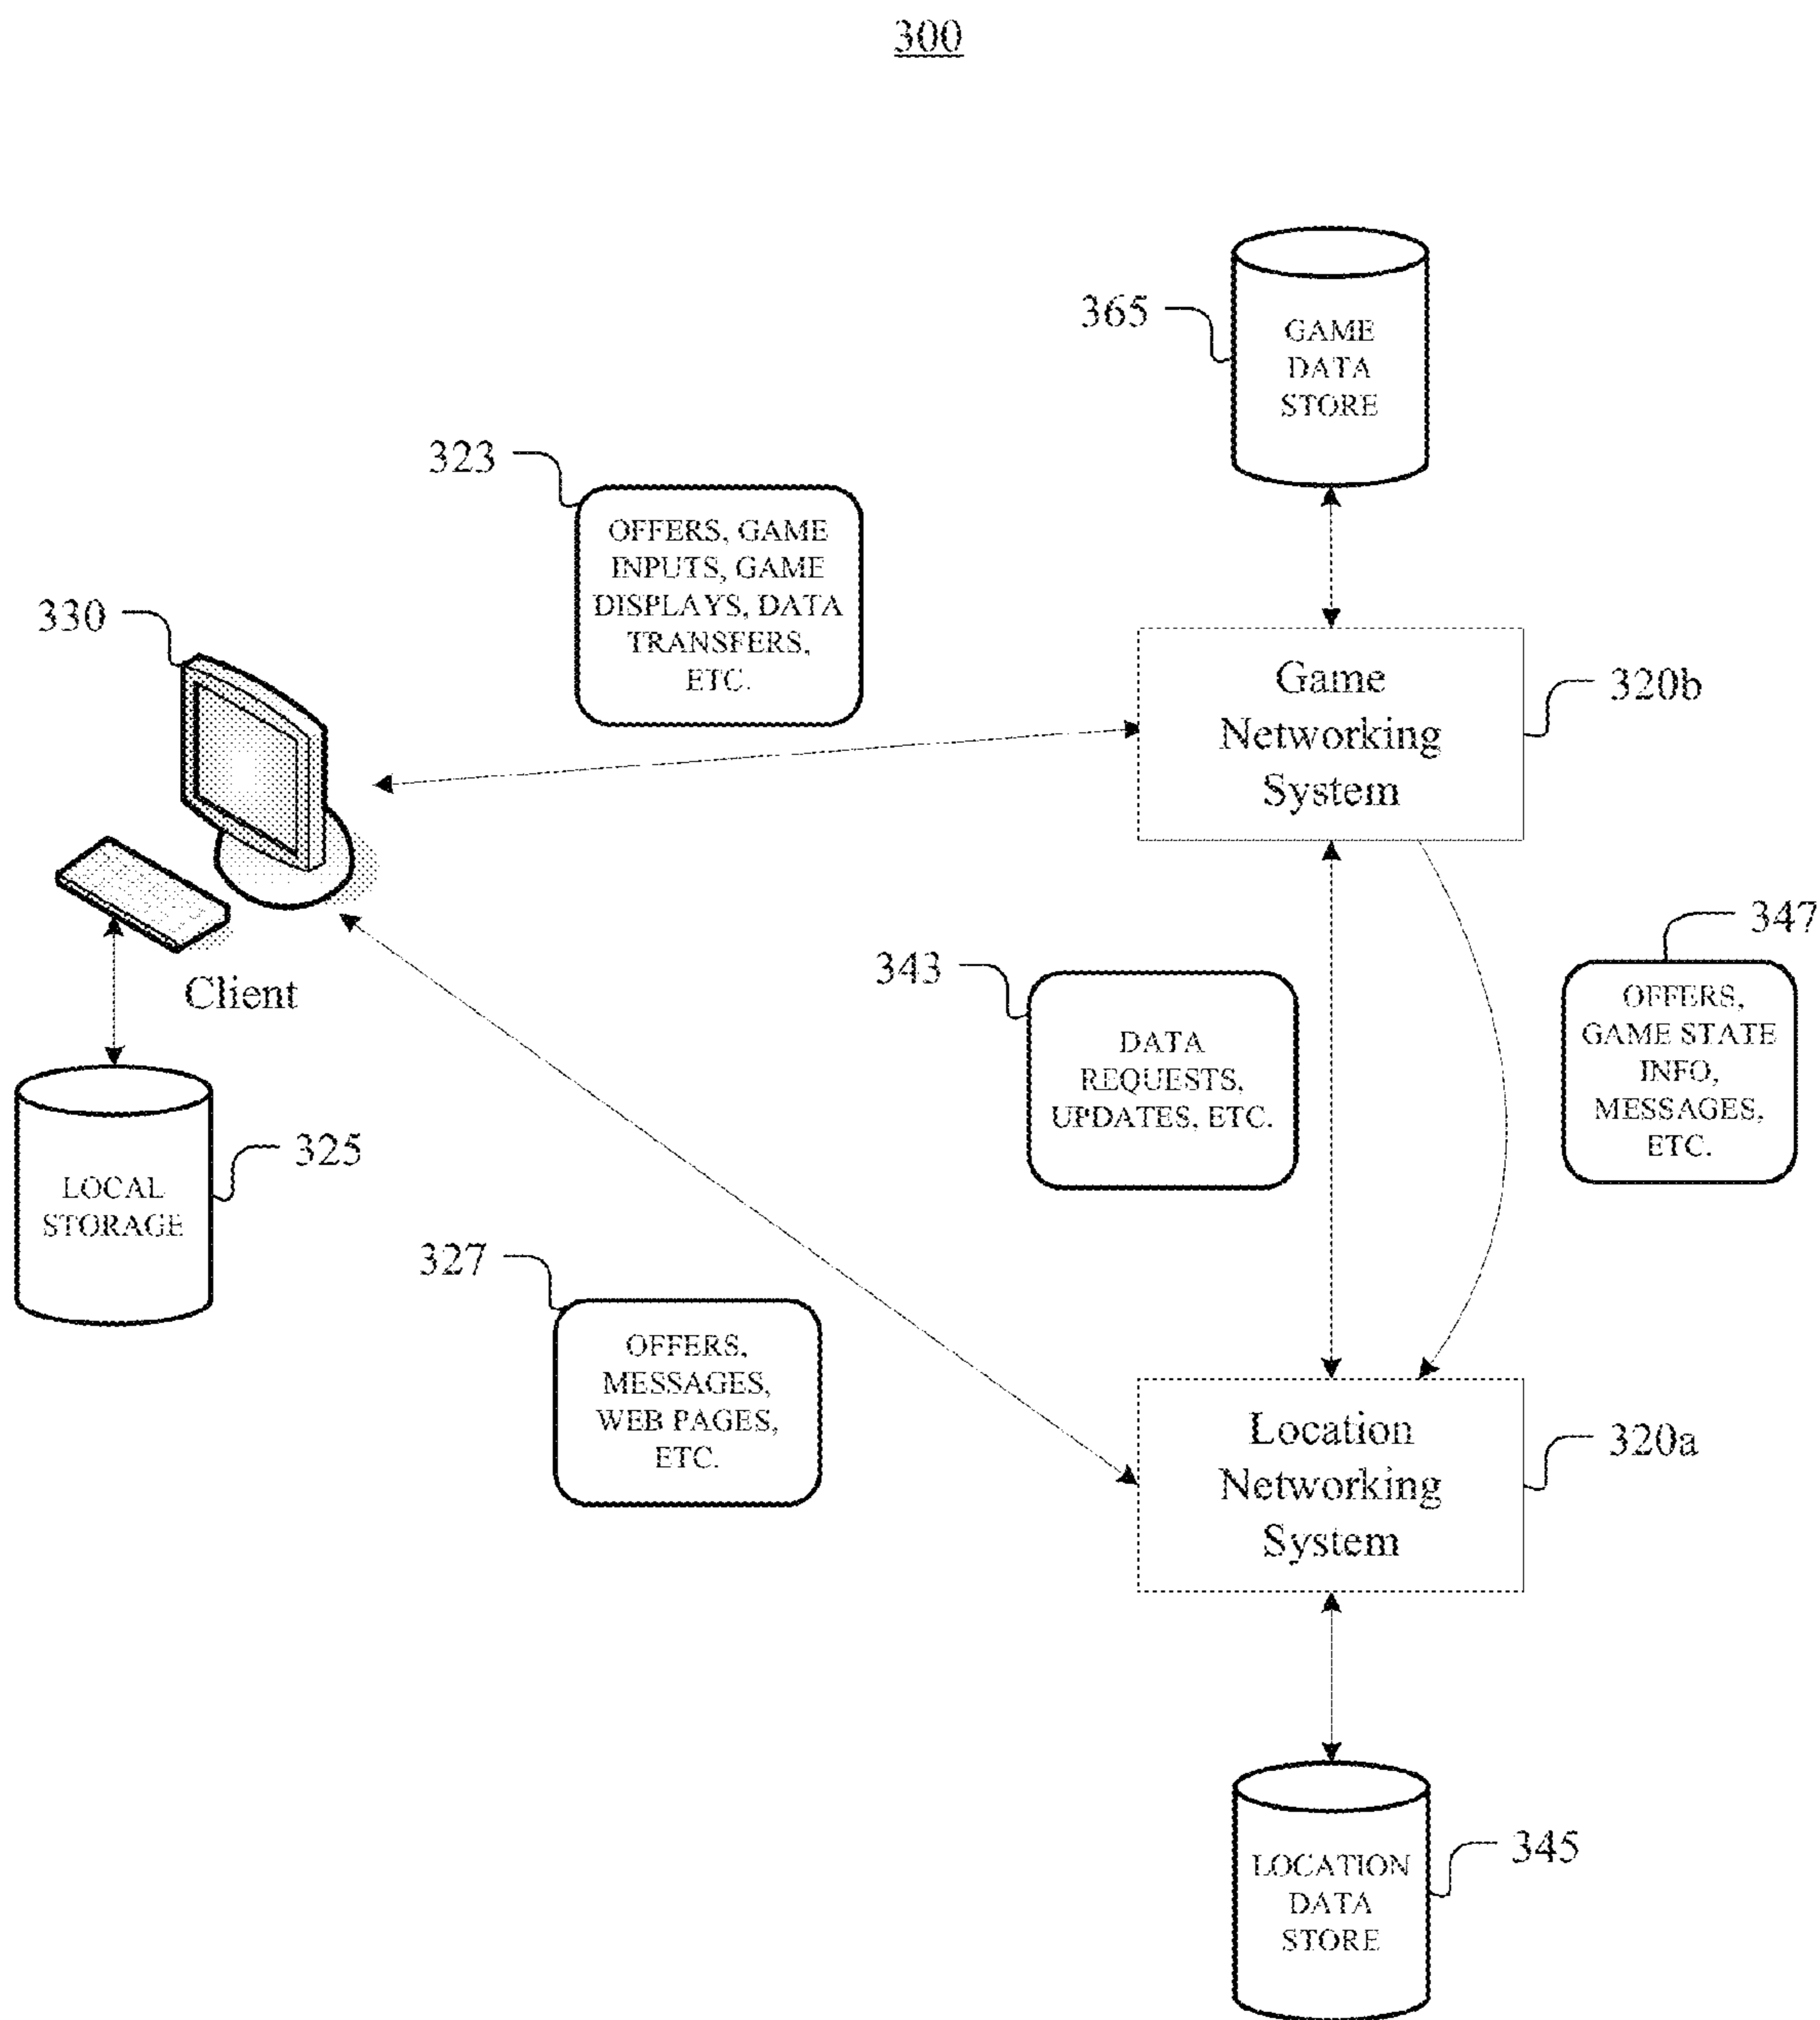 300
365
GAME
DATA
STORE
323
OFFERS, GAME
INPUTS, GAME
DISPLAYS, DATA
TRANSFERS,
ETC.
330
Game
Networking
System
320b
Client
343
DATA
REQUESTS,
UPDATES, ETC.
347
OFFERS,
GAME STATE
INFO,
MESSAGES,
ETC.
325
LOCAL
STORAGE
327
OFFERS,
MESSAGES,
WEB PAGES,
ETC.
Location
Networking
System
320a
345
LOCATION
DATA
STORE